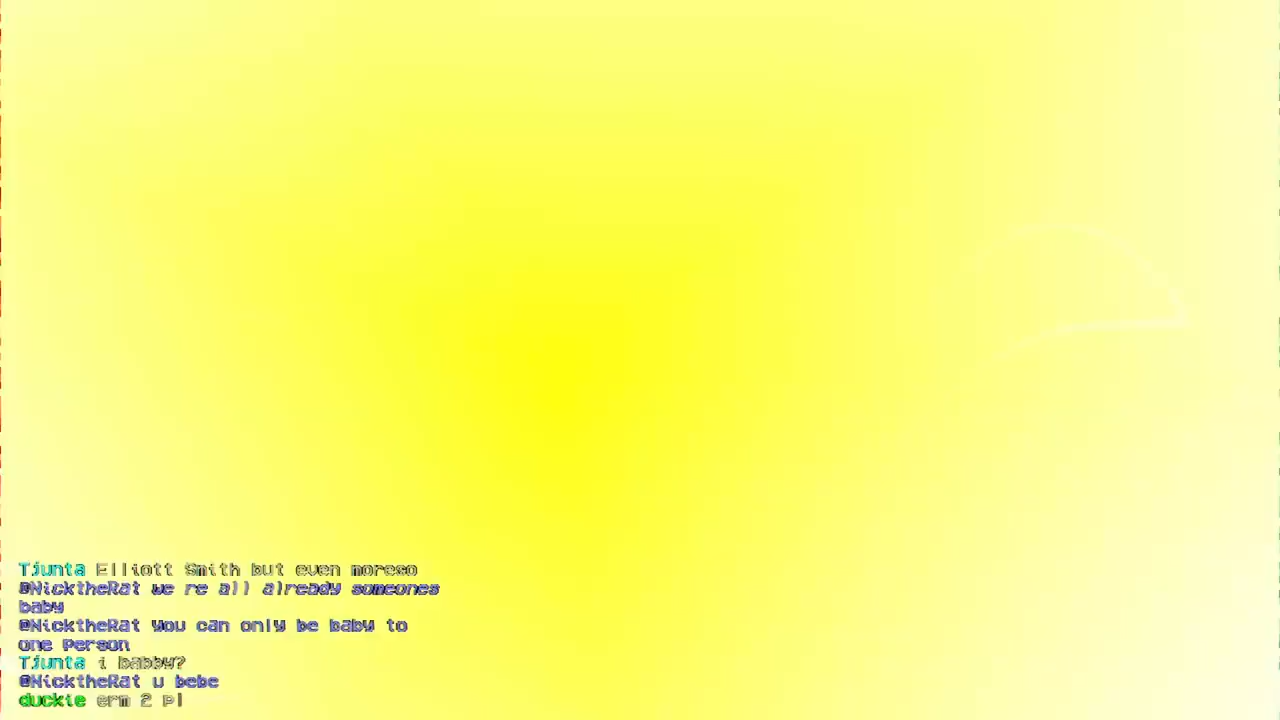 Tjunta Elliott Smith but even moreso
@NicktheRat we re all already someones
baby
@NicktheRat you can only be baby to
one person
Tjunta i babby?
@NicktheRat u bebe
duckie erm 2 pl